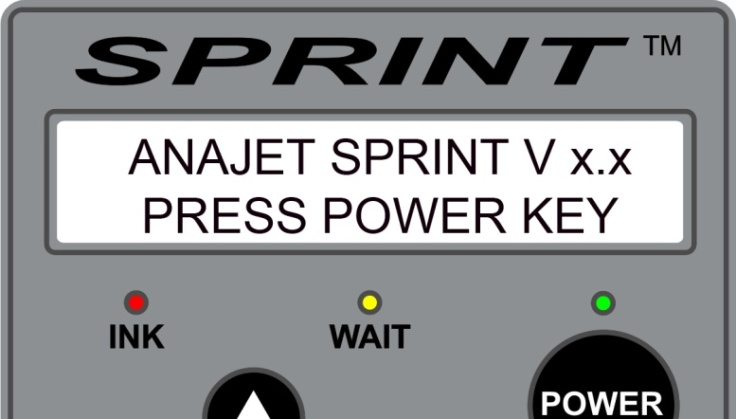 SPRINT™
ANAJET SPRINT V x.x
PRESS POWER KEY
INK WAIT
POWER